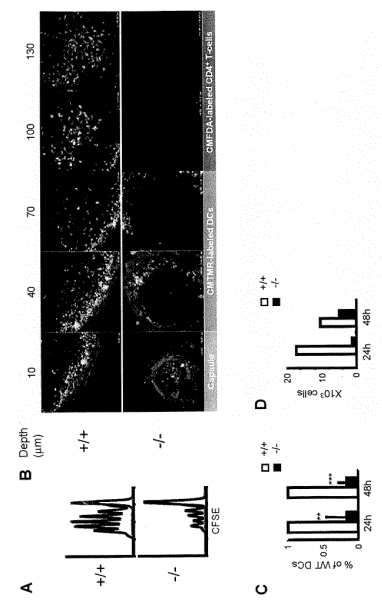 A
+/+
-/-
CFSE
B
Depth
(μm)
10
40
70
100
130
+/+
-/-
Capsule
CMTMR-labeled DCs
CMFDA-labeled CD4+ T-cells
C
% of WT DCs
1
0.5
0
**
***
24h
48h
+/+
-/-
D
X10³ cells
20
10
0
24h
48h
+/+
-/-